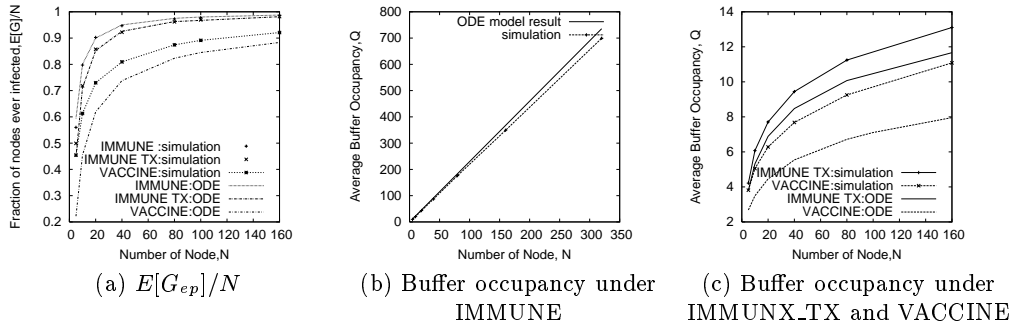 Fraction of nodes ever infected,E[G]/N
1
0.9
0.8
0.7
0.6
0.5
0.4
0.3
0.2
IMMUNE :simulation
IMMUNE TX:simulation
VACCINE:simulation
IMMUNE:ODE
IMMUNE TX:ODE
VACCINE:ODE
0 20 40 60 80 100 120 140 160
Number of Node,N
(a) E[G_ep]/N
Average Buffer Occupancy,Q
800
700
600
500
400
300
200
100
0
ODE model result
simulation
0 50 100 150 200 250 300 350
Number of Node, N
(b) Buffer occupancy under
IMMUNE
Average Buffer Occupancy, Q
14
12
10
8
6
4
2
IMMUNE TX:simulation
VACCINE:simulation
IMMUNE TX:ODE
VACCINE:ODE
0 20 40 60 80 100 120 140 160
Number of Node,N
(c) Buffer occupancy under
IMMUNX_TX and VACCINE